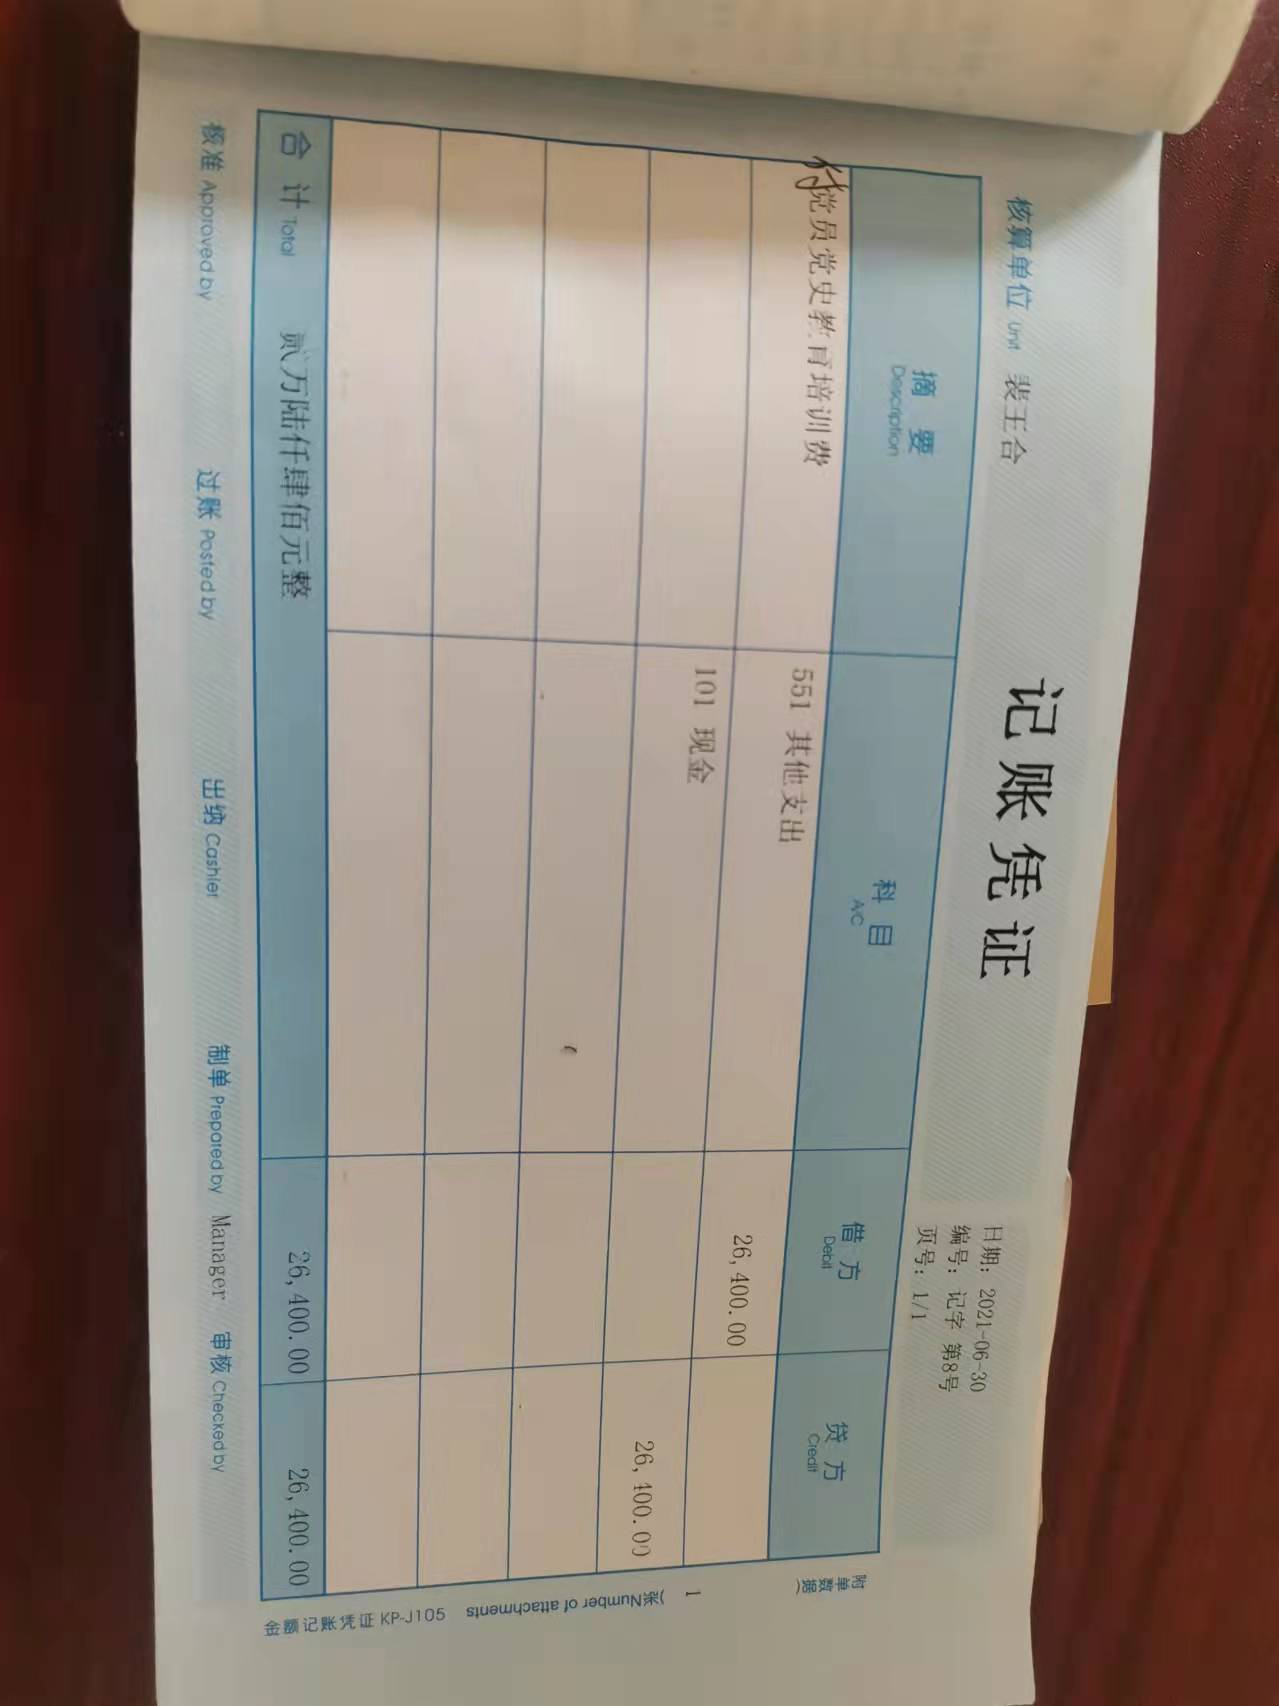 记账凭证
核算单位 Unit 裴王合
日期: 2021-06-30
编号: 记字 第8号
页号: 1/1
摘要 Description 科目 A/C 借方 Debit 贷方 Credit
付党员党史教育培训费 551 其他支出 26,400.00
101 现金 26,400.00
合计 Total 贰万陆仟肆佰元整 26,400.00 26,400.00
附单数据( 1 )张 Number of attachments
核准 Approved by 过账 Posted by 出纳 Cashier 制单 Prepared by Manager 审核 Checked by
金额记账凭证 KP-J105